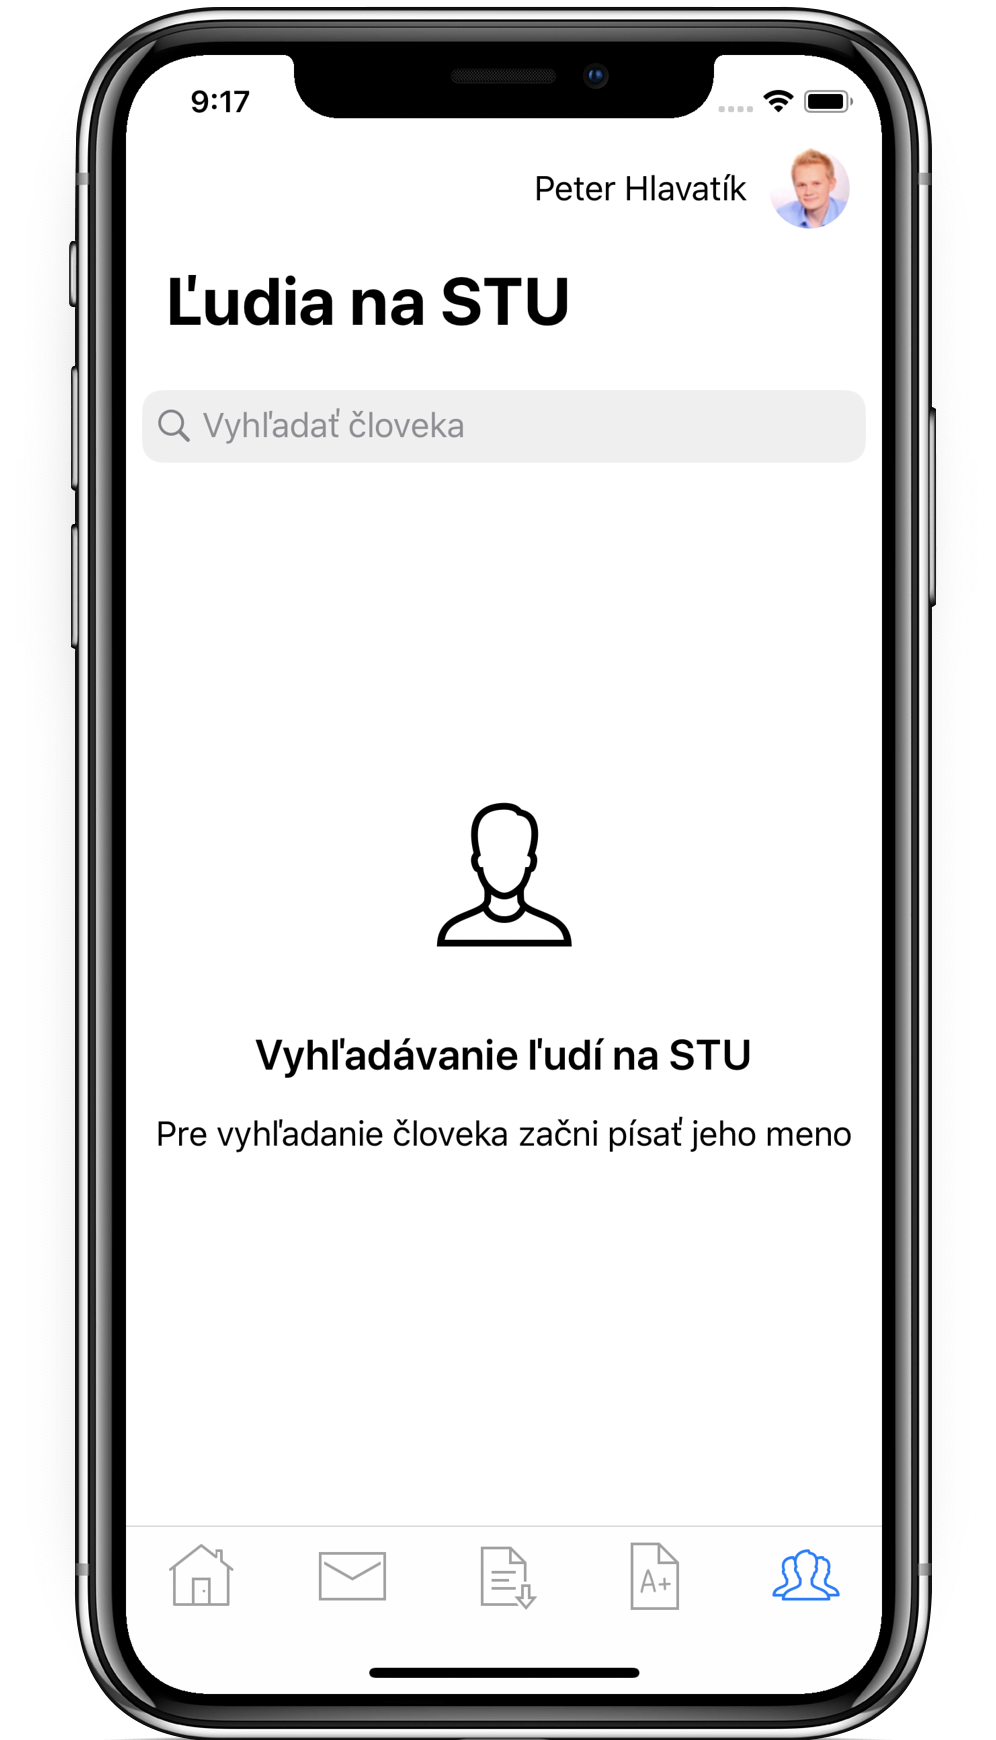 9:17
Peter Hlavatík
Ľudia na STU
Vyhľadať človeka
Vyhľadávanie ľudí na STU
Pre vyhľadanie človeka začni písať jeho meno
A+